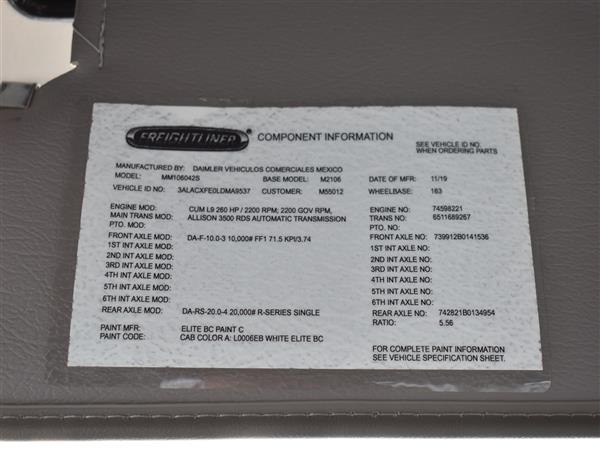 FREIGHTLINER COMPONENT INFORMATION
SEE VEHICLE ID NO.
WHEN ORDERING PARTS
MANUFACTURED BY: DAIMLER VEHICULOS COMERCIALES MEXICO
MODEL: MM106042S BASE MODEL: M2106 DATE OF MFR: 11/19
VEHICLE ID NO: 3ALACXFE0LDMA9537 CUSTOMER: M55012 WHEELBASE: 163
ENGINE MOD: CUM L9 260 HP / 2200 RPM; 2200 GOV RPM, ENGINE NO: 74598221
MAIN TRANS MOD: ALLISON 3500 RDS AUTOMATIC TRANSMISSION TRANS NO: 6511689267
PTO. MOD: PTO. NO:
FRONT AXLE MOD: DA-F-10.0-3 10,000# FF1 71.5 KPI/3.74 FRONT AXLE NO: 739912B0141536
1ST INT AXLE MOD: 1ST INT AXLE NO:
2ND INT AXLE MOD: 2ND INT AXLE NO:
3RD INT AXLE MOD: 3RD INT AXLE NO:
4TH INT AXLE MOD: 4TH INT AXLE NO:
5TH INT AXLE MOD: 5TH INT AXLE NO:
6TH INT AXLE MOD: 6TH INT AXLE NO:
REAR AXLE MOD: DA-RS-20.0-4 20,000# R-SERIES SINGLE REAR AXLE NO: 742821B0134954
RATIO: 5.56
PAINT MFR: ELITE BC PAINT C
PAINT CODE: CAB COLOR A: L0006EB WHITE ELITE BC
FOR COMPLETE PAINT INFORMATION
SEE VEHICLE SPECIFICATION SHEET.